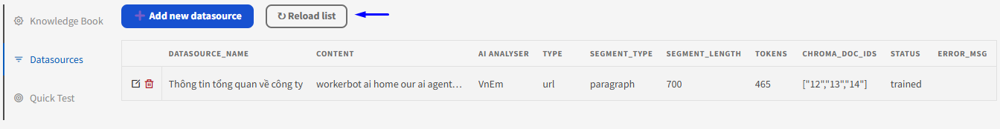 Add new datasource
↻ Reload list
Knowledge Book
Datasources
Quick Test
DATASOURCE_NAME CONTENT AI ANALYSER TYPE SEGMENT_TYPE SEGMENT_LENGTH TOKENS CHROMA_DOC_IDS STATUS ERROR_MSG
Thông tin tổng quan về công ty workerbot ai home our ai agent… VnEm url paragraph 700 465 ["12","13","14"] trained